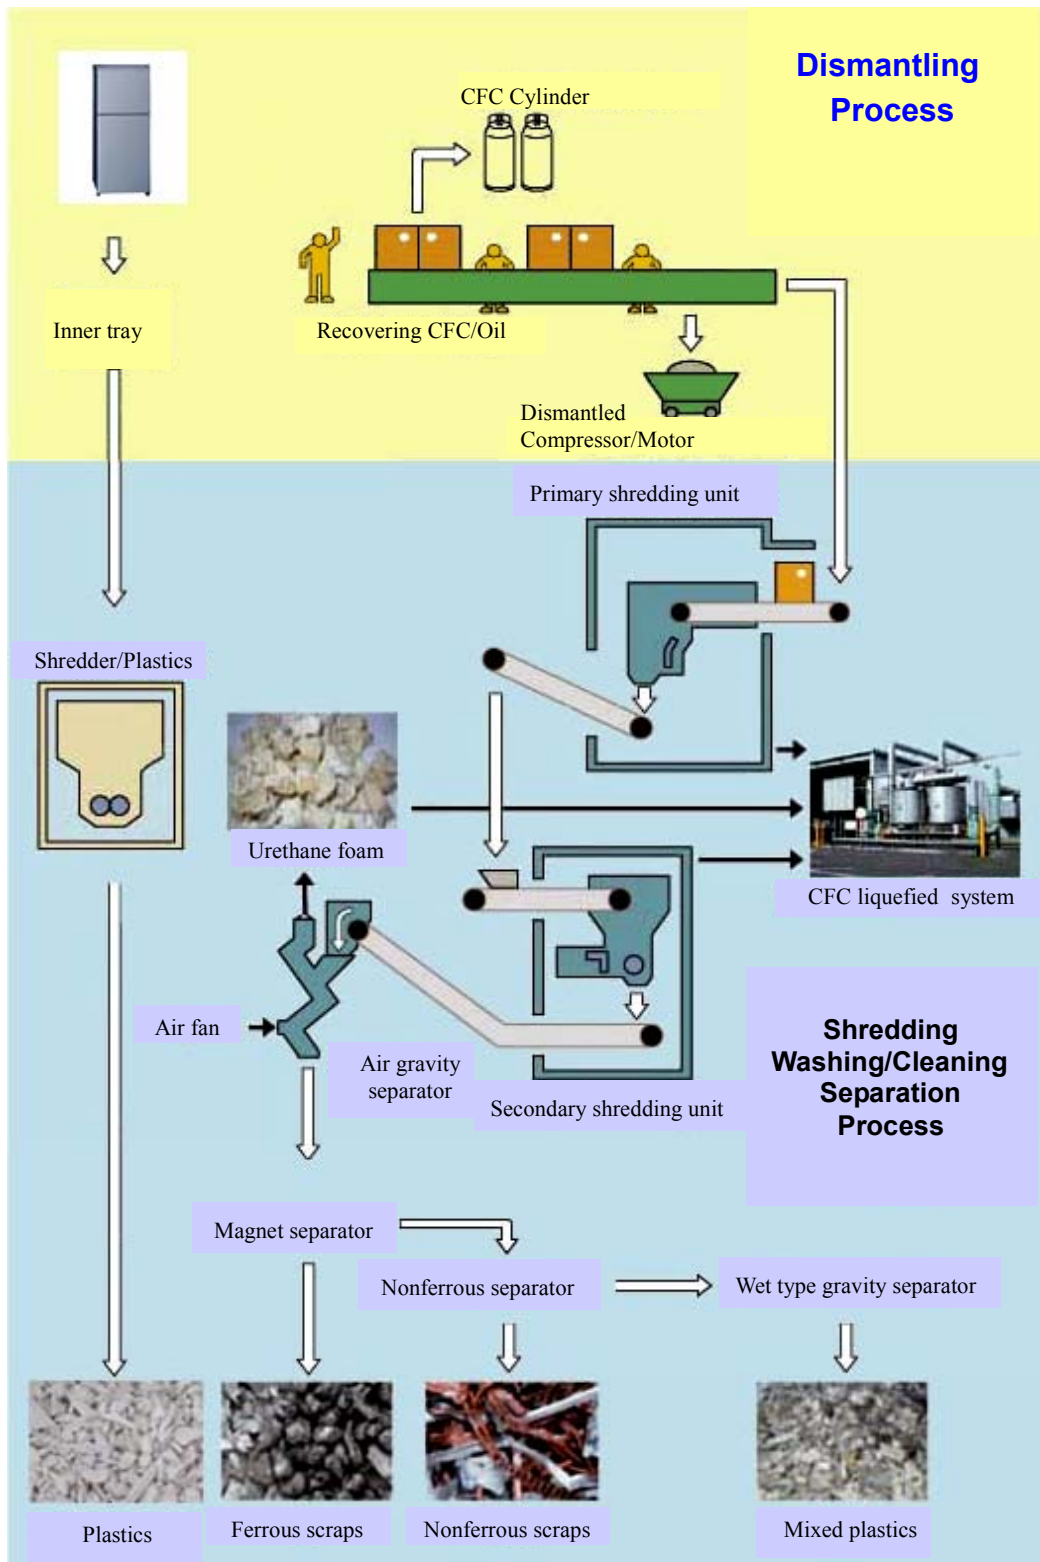 Dismantling
Process
CFC Cylinder
Inner tray
Recovering CFC/Oil
Dismantled
Compressor/Motor
Primary shredding unit
Shredder/Plastics
Urethane foam
CFC liquefied system
Air fan
Air gravity
separator
Secondary shredding unit
Shredding
Washing/Cleaning
Separation
Process
Magnet separator
Nonferrous separator
Wet type gravity separator
Plastics
Ferrous scraps
Nonferrous scraps
Mixed plastics